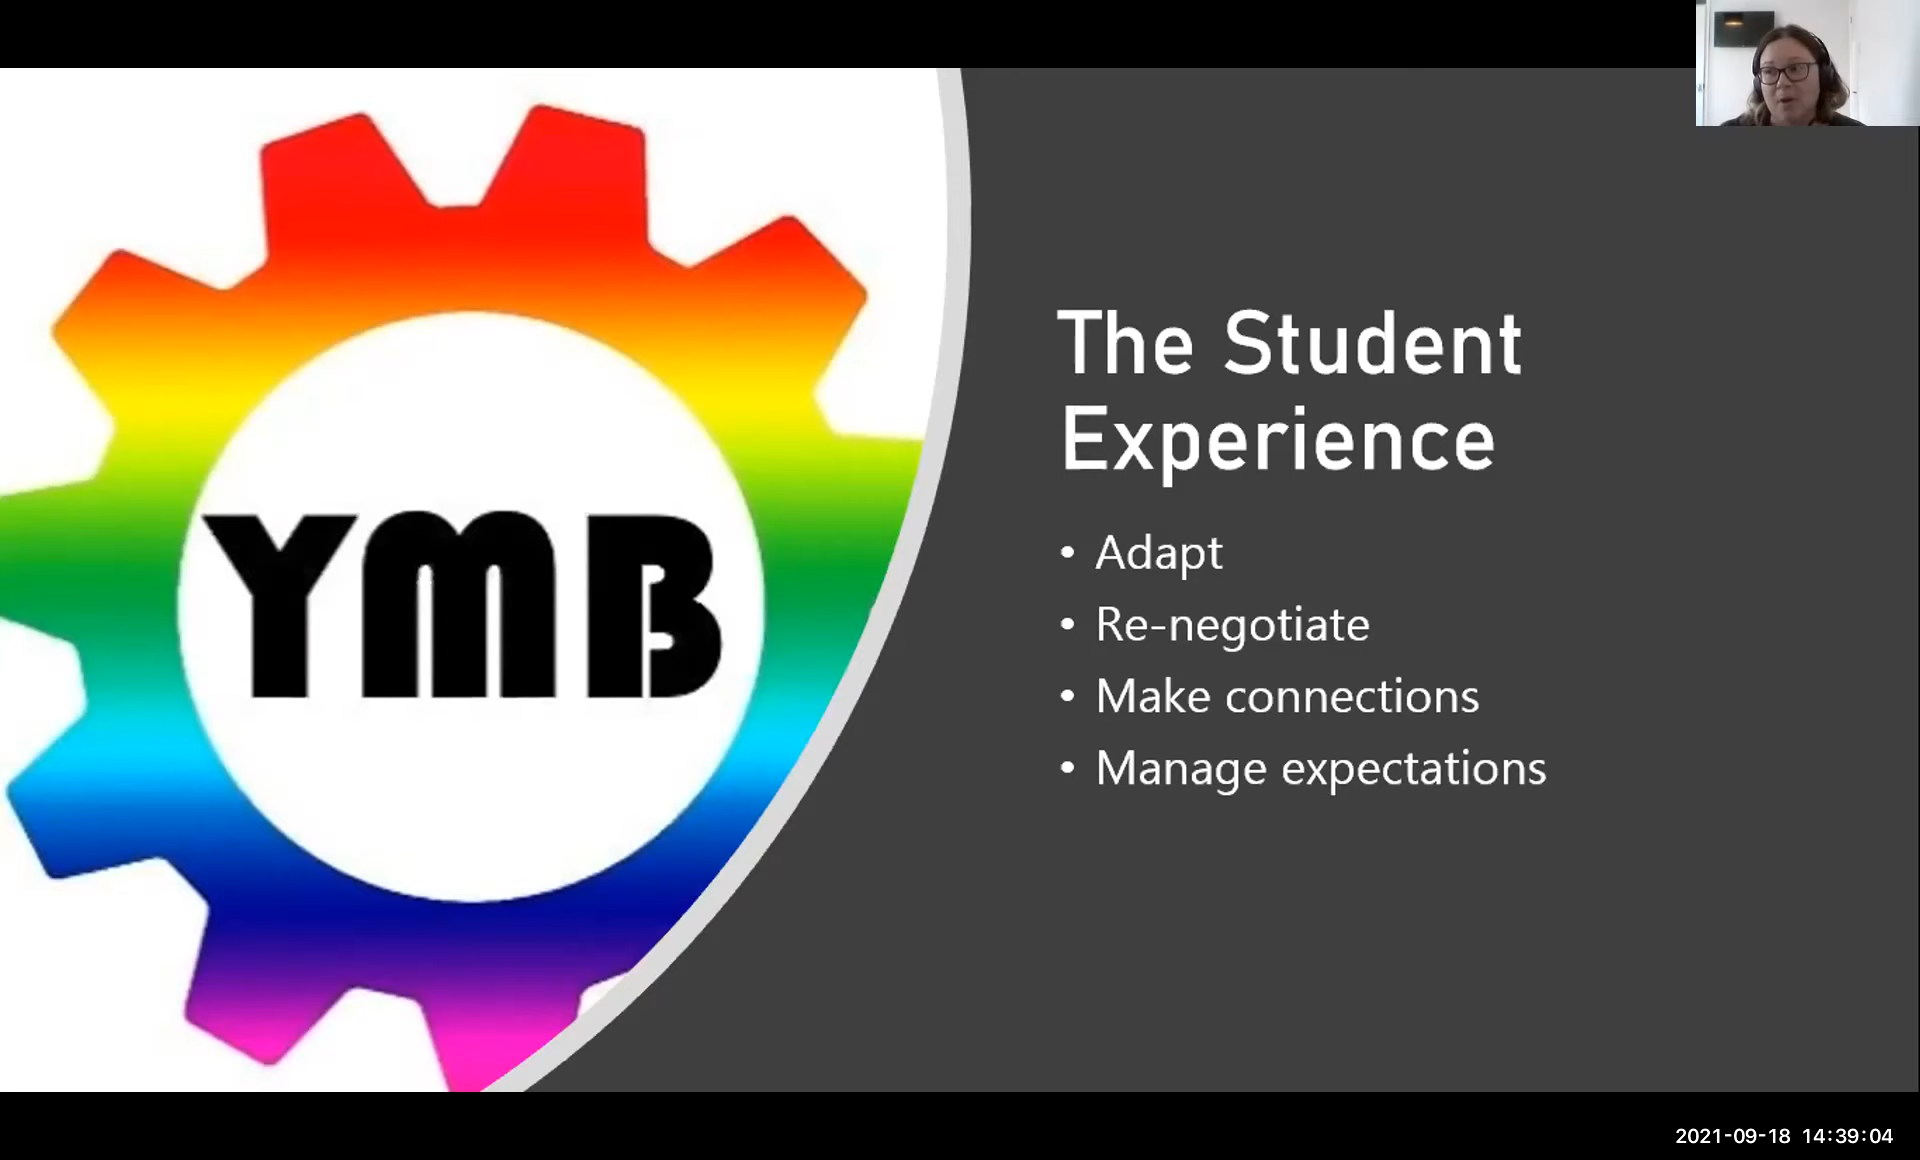 YMB
The Student
Experience
• Adapt
• Re-negotiate
• Make connections
• Manage expectations
2021-09-18 14:39:04